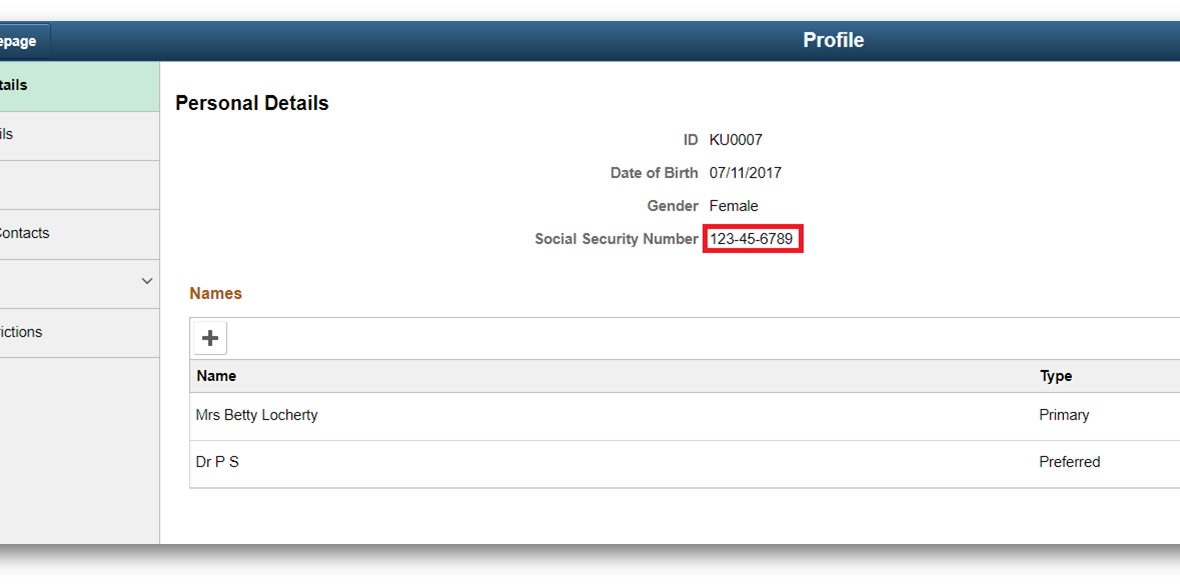 epage
Profile
tails
ils
Contacts
ictions
Personal Details
ID KU0007
Date of Birth 07/11/2017
Gender Female
Social Security Number 123-45-6789
Names
Name Type
Mrs Betty Locherty Primary
Dr P S Preferred